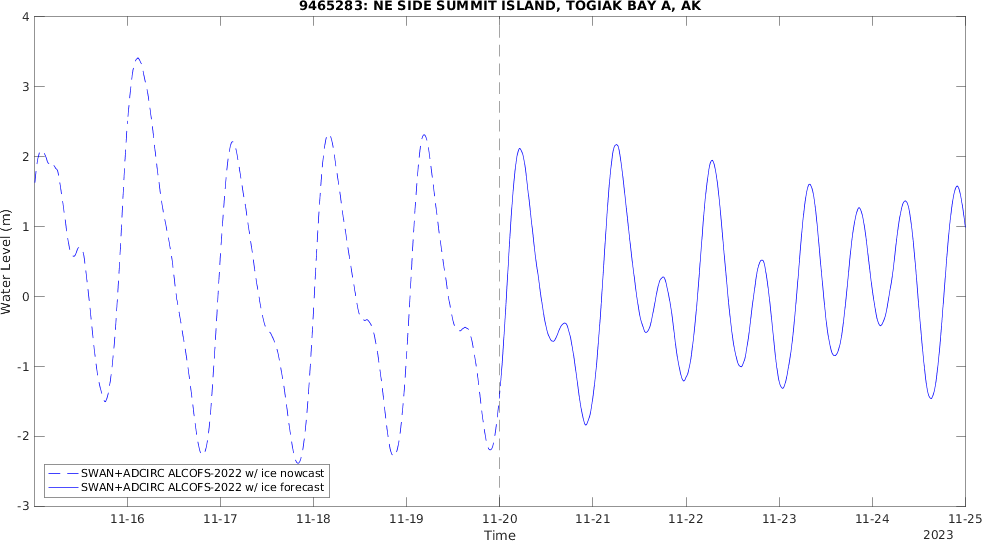 9465283: NE SIDE SUMMIT ISLAND, TOGIAK BAY A, AK
4
3
2
1
0
-1
-2
-3
Water Level (m)
SWAN+ADCIRC ALCOFS-2022 w/ ice nowcast
SWAN+ADCIRC ALCOFS-2022 w/ ice forecast
11-16 11-17 11-18 11-19 11-20 11-21 11-22 11-23 11-24 11-25
Time
2023